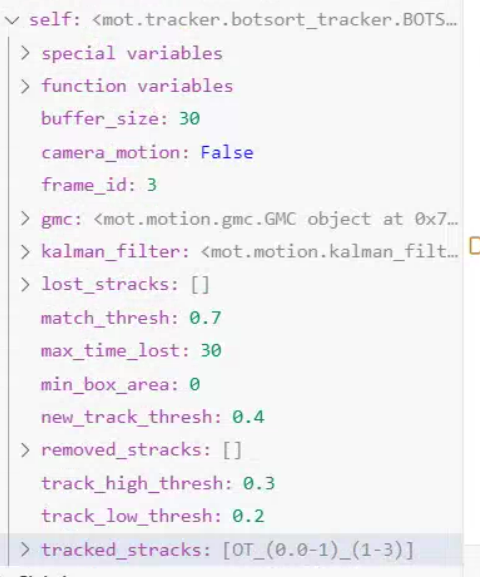 self: <mot.tracker.botsort_tracker.BOTS…
special variables
function variables
buffer_size: 30
camera_motion: False
frame_id: 3
gmc: <mot.motion.gmc.GMC object at 0x7…
kalman_filter: <mot.motion.kalman_filt…
lost_stracks: []
match_thresh: 0.7
max_time_lost: 30
min_box_area: 0
new_track_thresh: 0.4
removed_stracks: []
track_high_thresh: 0.3
track_low_thresh: 0.2
tracked_stracks: [OT_(0.0-1)_(1-3)]